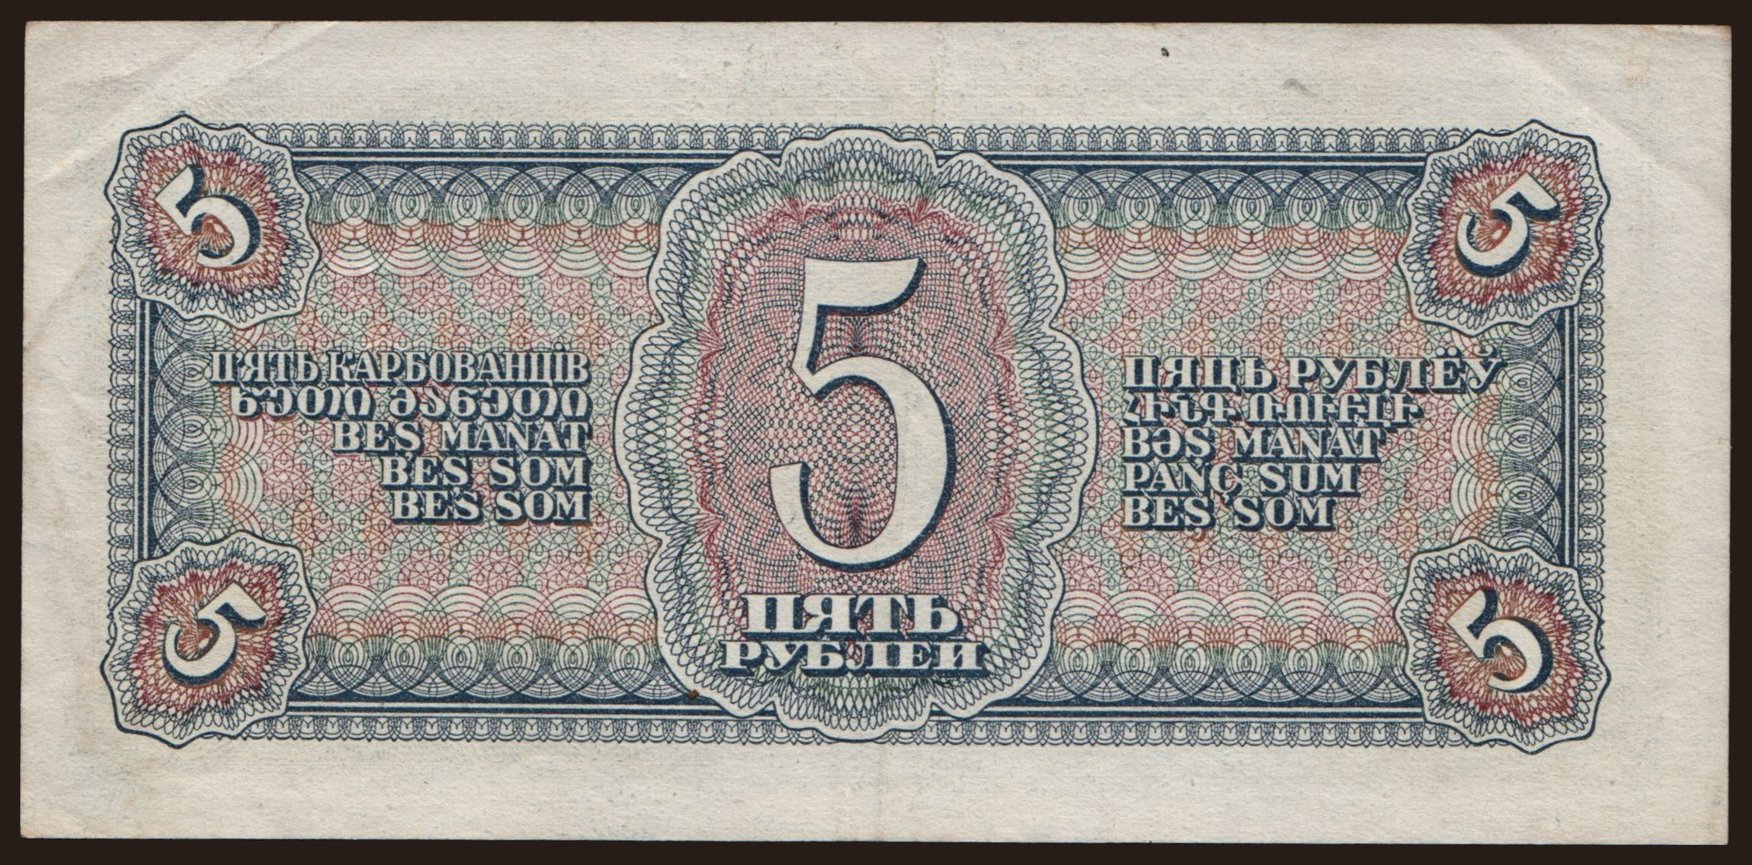 5
5
П'ЯТЬ КАРБОВАНЦІВ
ხუთი მანეთი
BEŞ MANAT
BEŞ SOM
BEŞ SOM
5
ПЯТЬ
РУБЛЕЙ
ПЯЦЬ РУБЛЁЎ
ՀԻՆԳ ՌՈՒԲԼԻ
BƏŞ MANAT
PANÇ SUM
BEŞ SOM
5
5